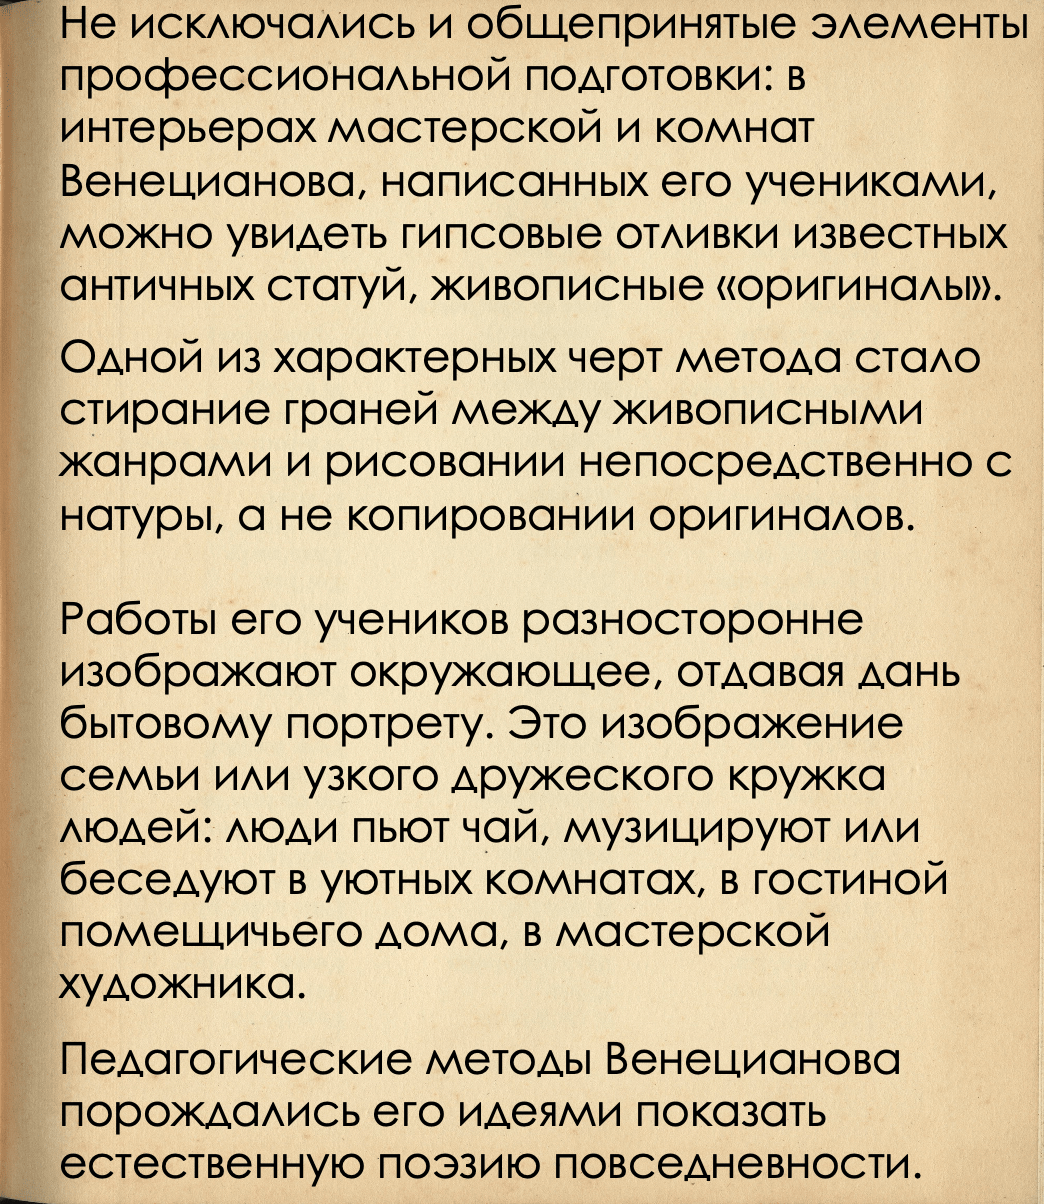 Не исключались и общепринятые элементы
профессиональной подготовки: в
интерьерах мастерской и комнат
Венецианова, написанных его учениками,
можно увидеть гипсовые отливки известных
античных статуй, живописные «оригиналы».
Одной из характерных черт метода стало
стирание граней между живописными
жанрами и рисовании непосредственно с
натуры, а не копировании оригиналов.
Работы его учеников разносторонне
изображают окружающее, отдавая дань
бытовому портрету. Это изображение
семьи или узкого дружеского кружка
людей: люди пьют чай, музицируют или
беседуют в уютных комнатах, в гостиной
помещичьего дома, в мастерской
художника.
Педагогические методы Венецианова
порождались его идеями показать
естественную поэзию повседневности.